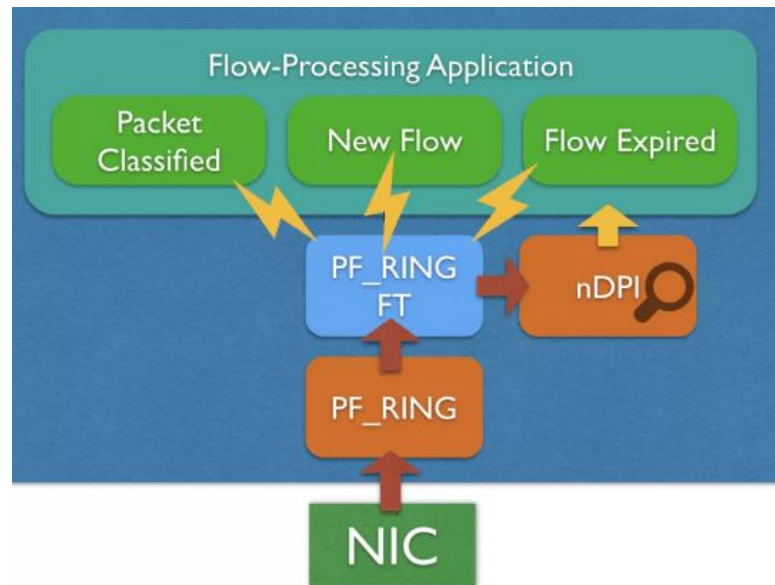 Flow-Processing Application
Packet
Classified
New Flow
Flow Expired
PF_RING
FT
nDPI
PF_RING
NIC